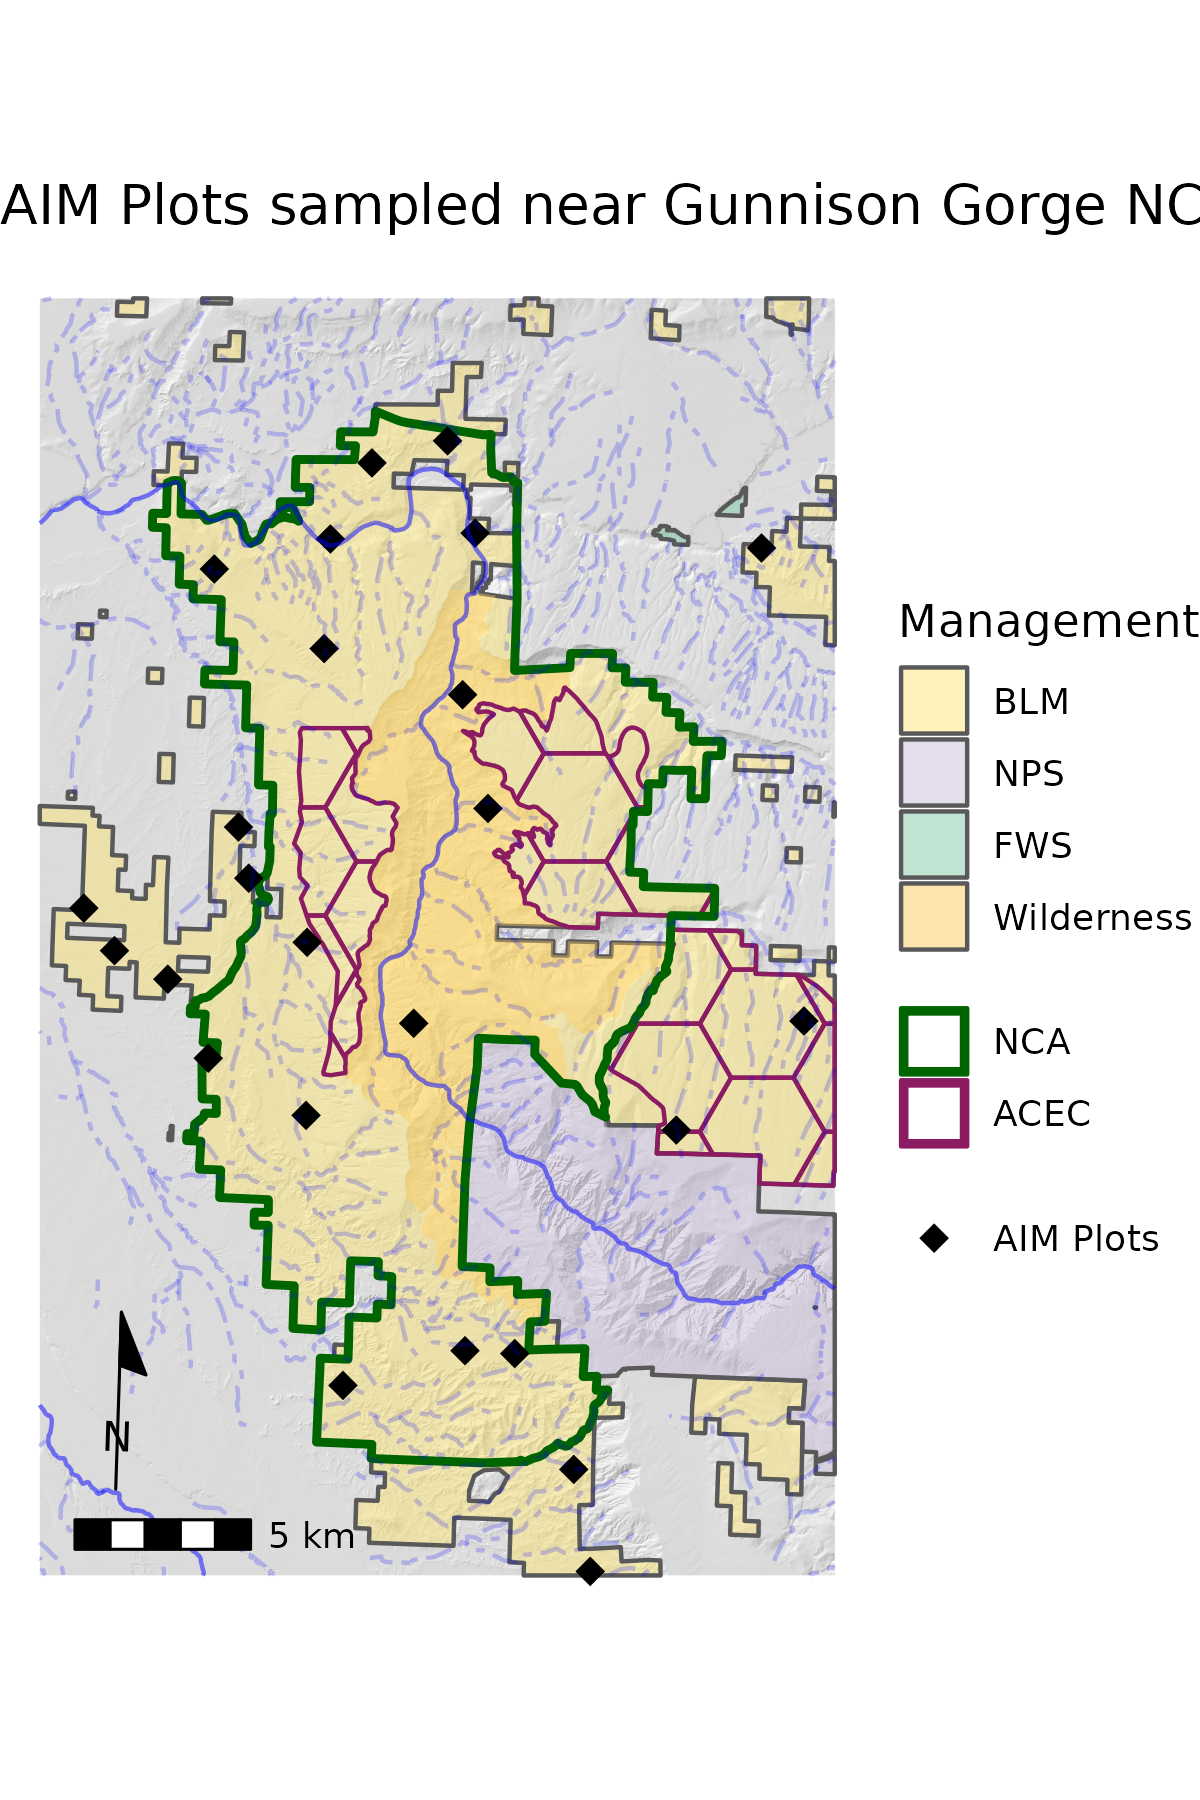 AIM Plots sampled near Gunnison Gorge NC
Management
BLM
NPS
FWS
Wilderness
NCA
ACEC
AIM Plots
N
5 km